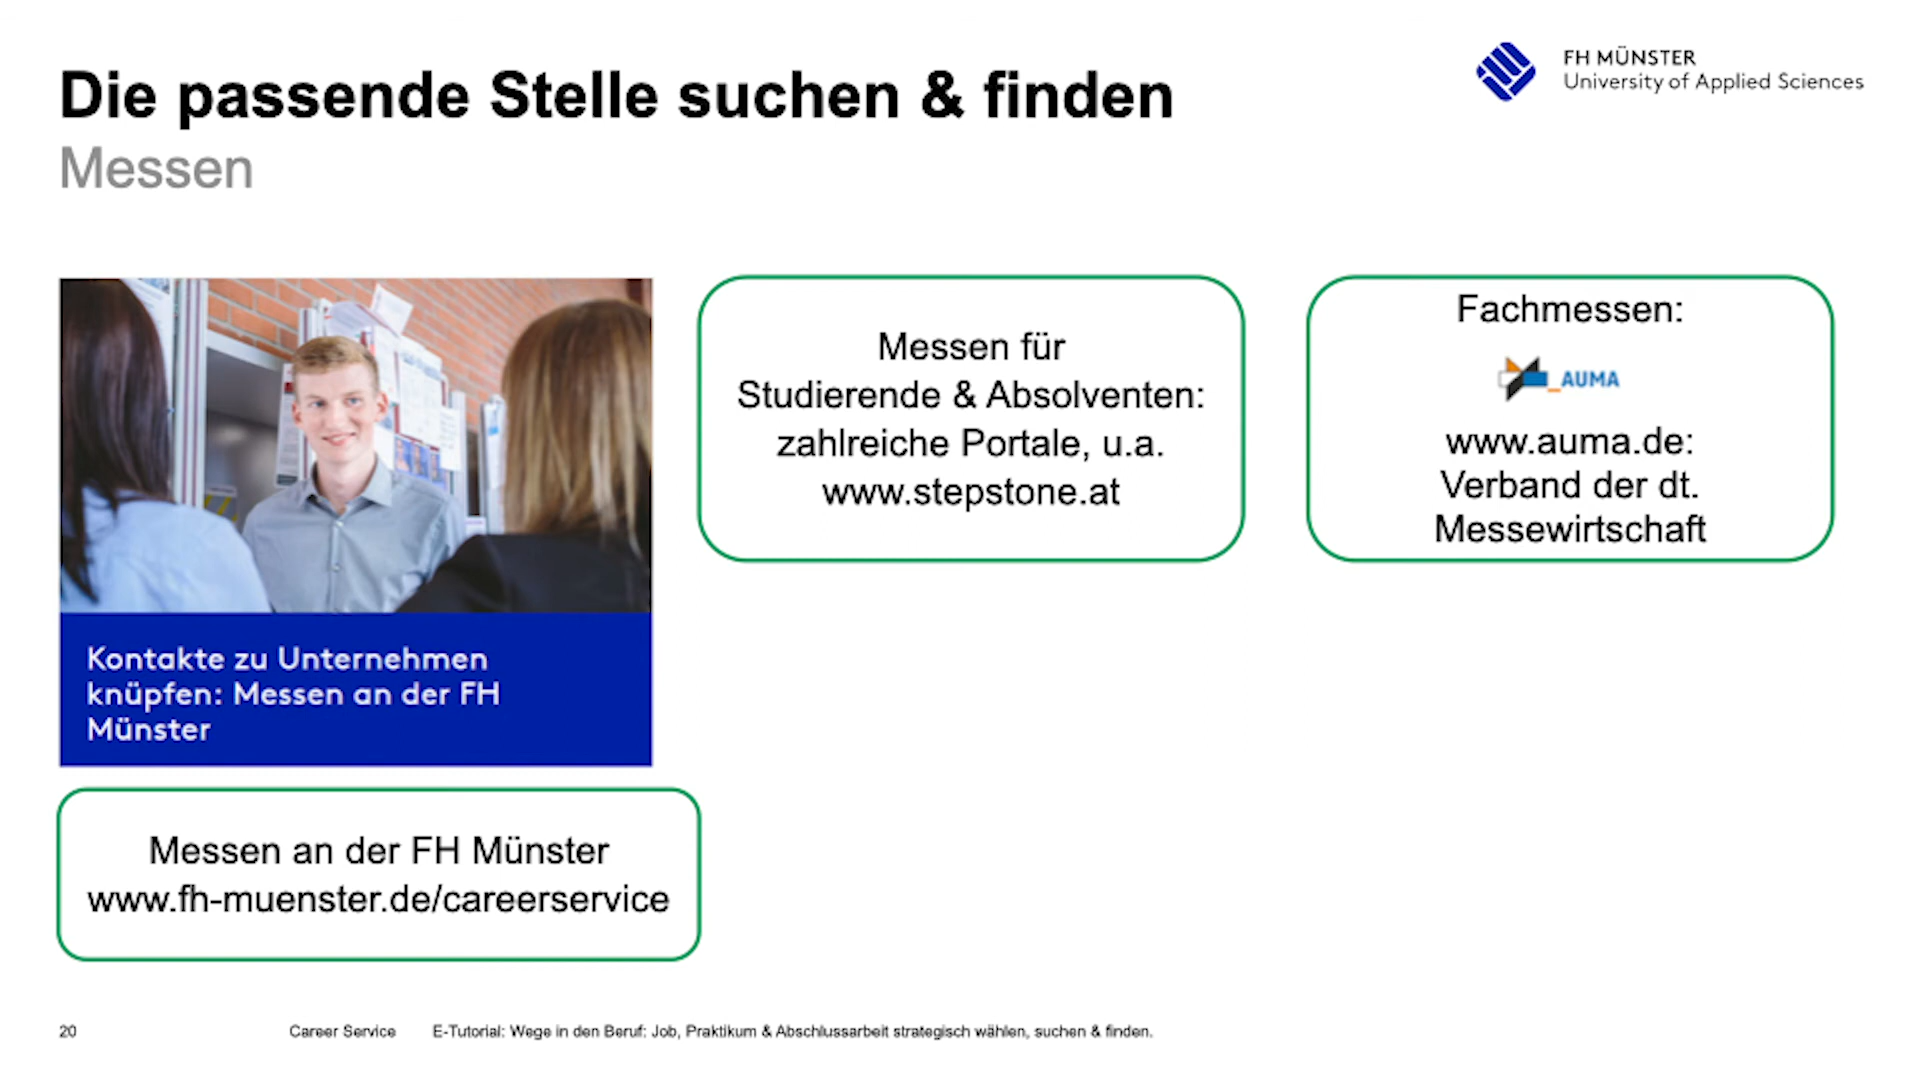 Die passende Stelle suchen & finden
Messen
FH MÜNSTER
University of Applied Sciences
Kontakte zu Unternehmen
knüpfen: Messen an der FH
Münster
Messen an der FH Münster
www.fh-muenster.de/careerservice
Messen für
Studierende & Absolventen:
zahlreiche Portale, u.a.
www.stepstone.at
Fachmessen:
_AUMA
www.auma.de:
Verband der dt.
Messewirtschaft
20 Career Service E-Tutorial: Wege in den Beruf: Job, Praktikum & Abschlussarbeit strategisch wählen, suchen & finden.